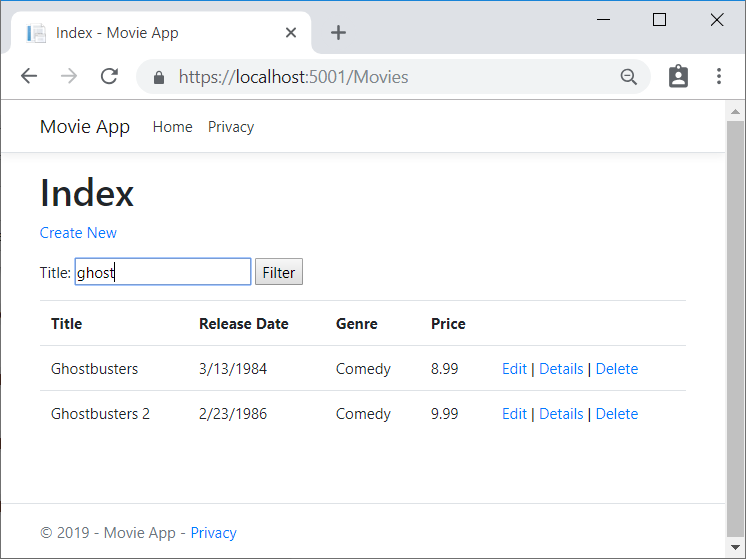 Index - Movie App
https://localhost:5001/Movies
Movie App Home Privacy
Index
Create New
Title: ghost Filter
Title Release Date Genre Price
Ghostbusters 3/13/1984 Comedy 8.99 Edit | Details | Delete
Ghostbusters 2 2/23/1986 Comedy 9.99 Edit | Details | Delete
© 2019 - Movie App - Privacy